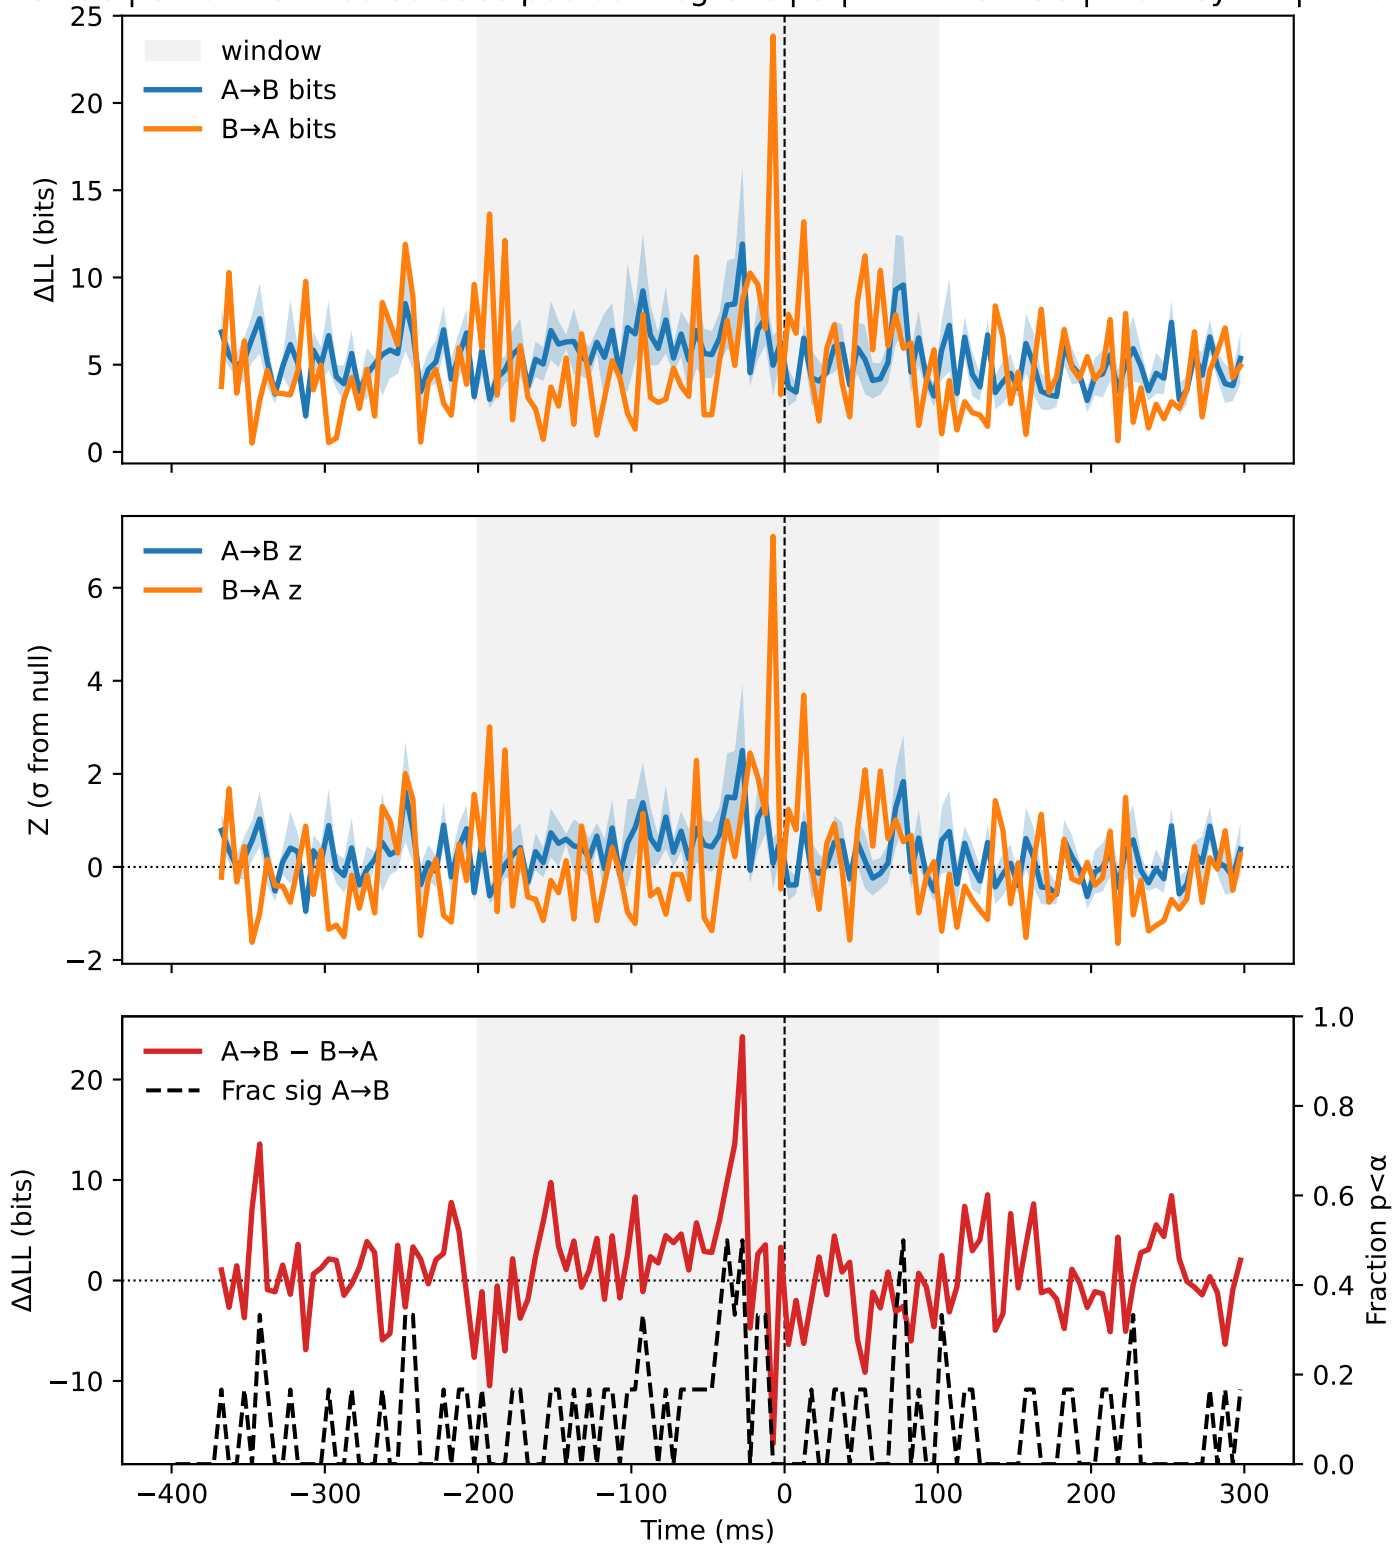 25
20
15
10
5
0
ΔLL (bits)
window
A→B bits
B→A bits
6
4
2
0
−2
Z (σ from null)
A→B z
B→A z
20
10
0
−10
ΔΔLL (bits)
A→B − B→A
Frac sig A→B
1.0
0.8
0.6
0.4
0.2
0.0
Fraction p<α
−400 −300 −200 −100 0 100 200 300
Time (ms)